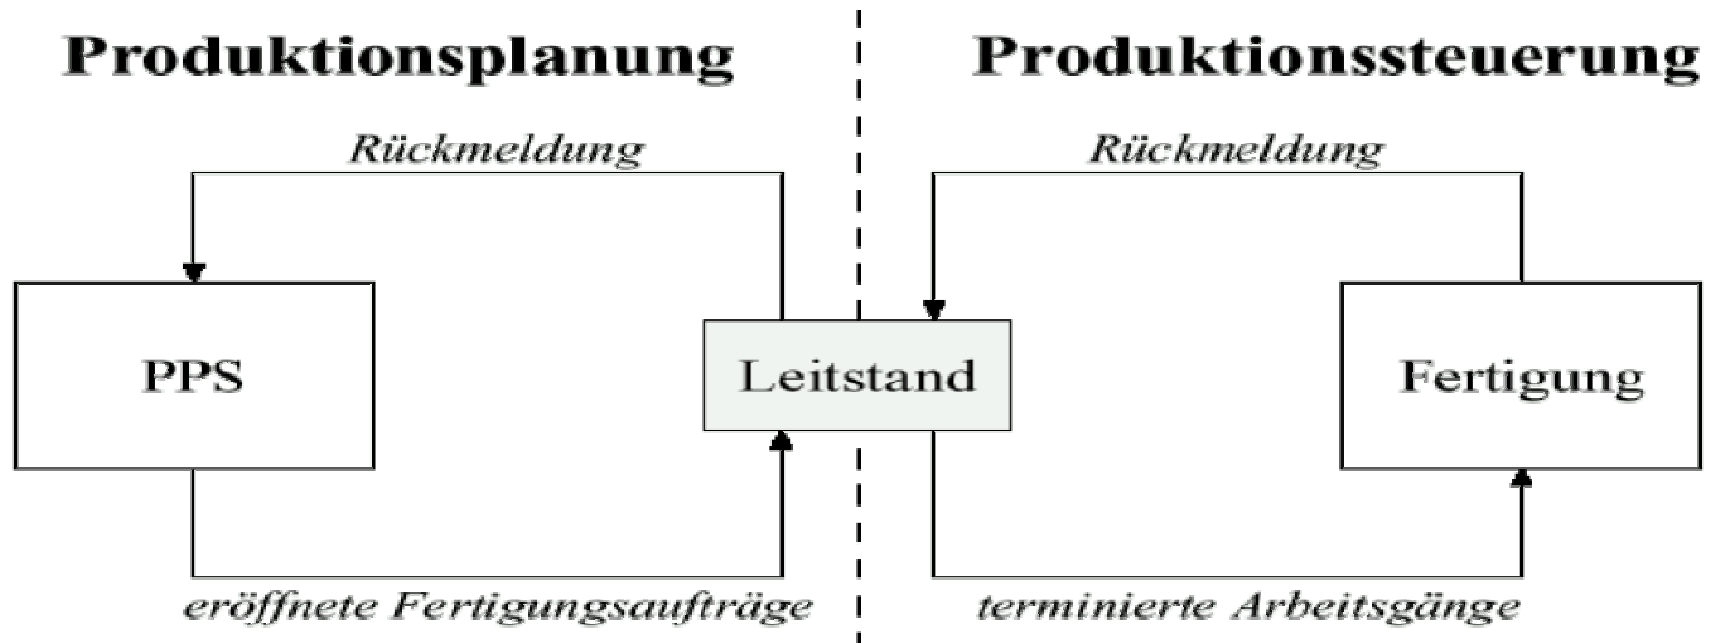 Produktionsplanung
Produktionssteuerung
Rückmeldung
Rückmeldung
PPS
Leitstand
Fertigung
eröffnete Fertigungsaufträge
terminierte Arbeitsgänge